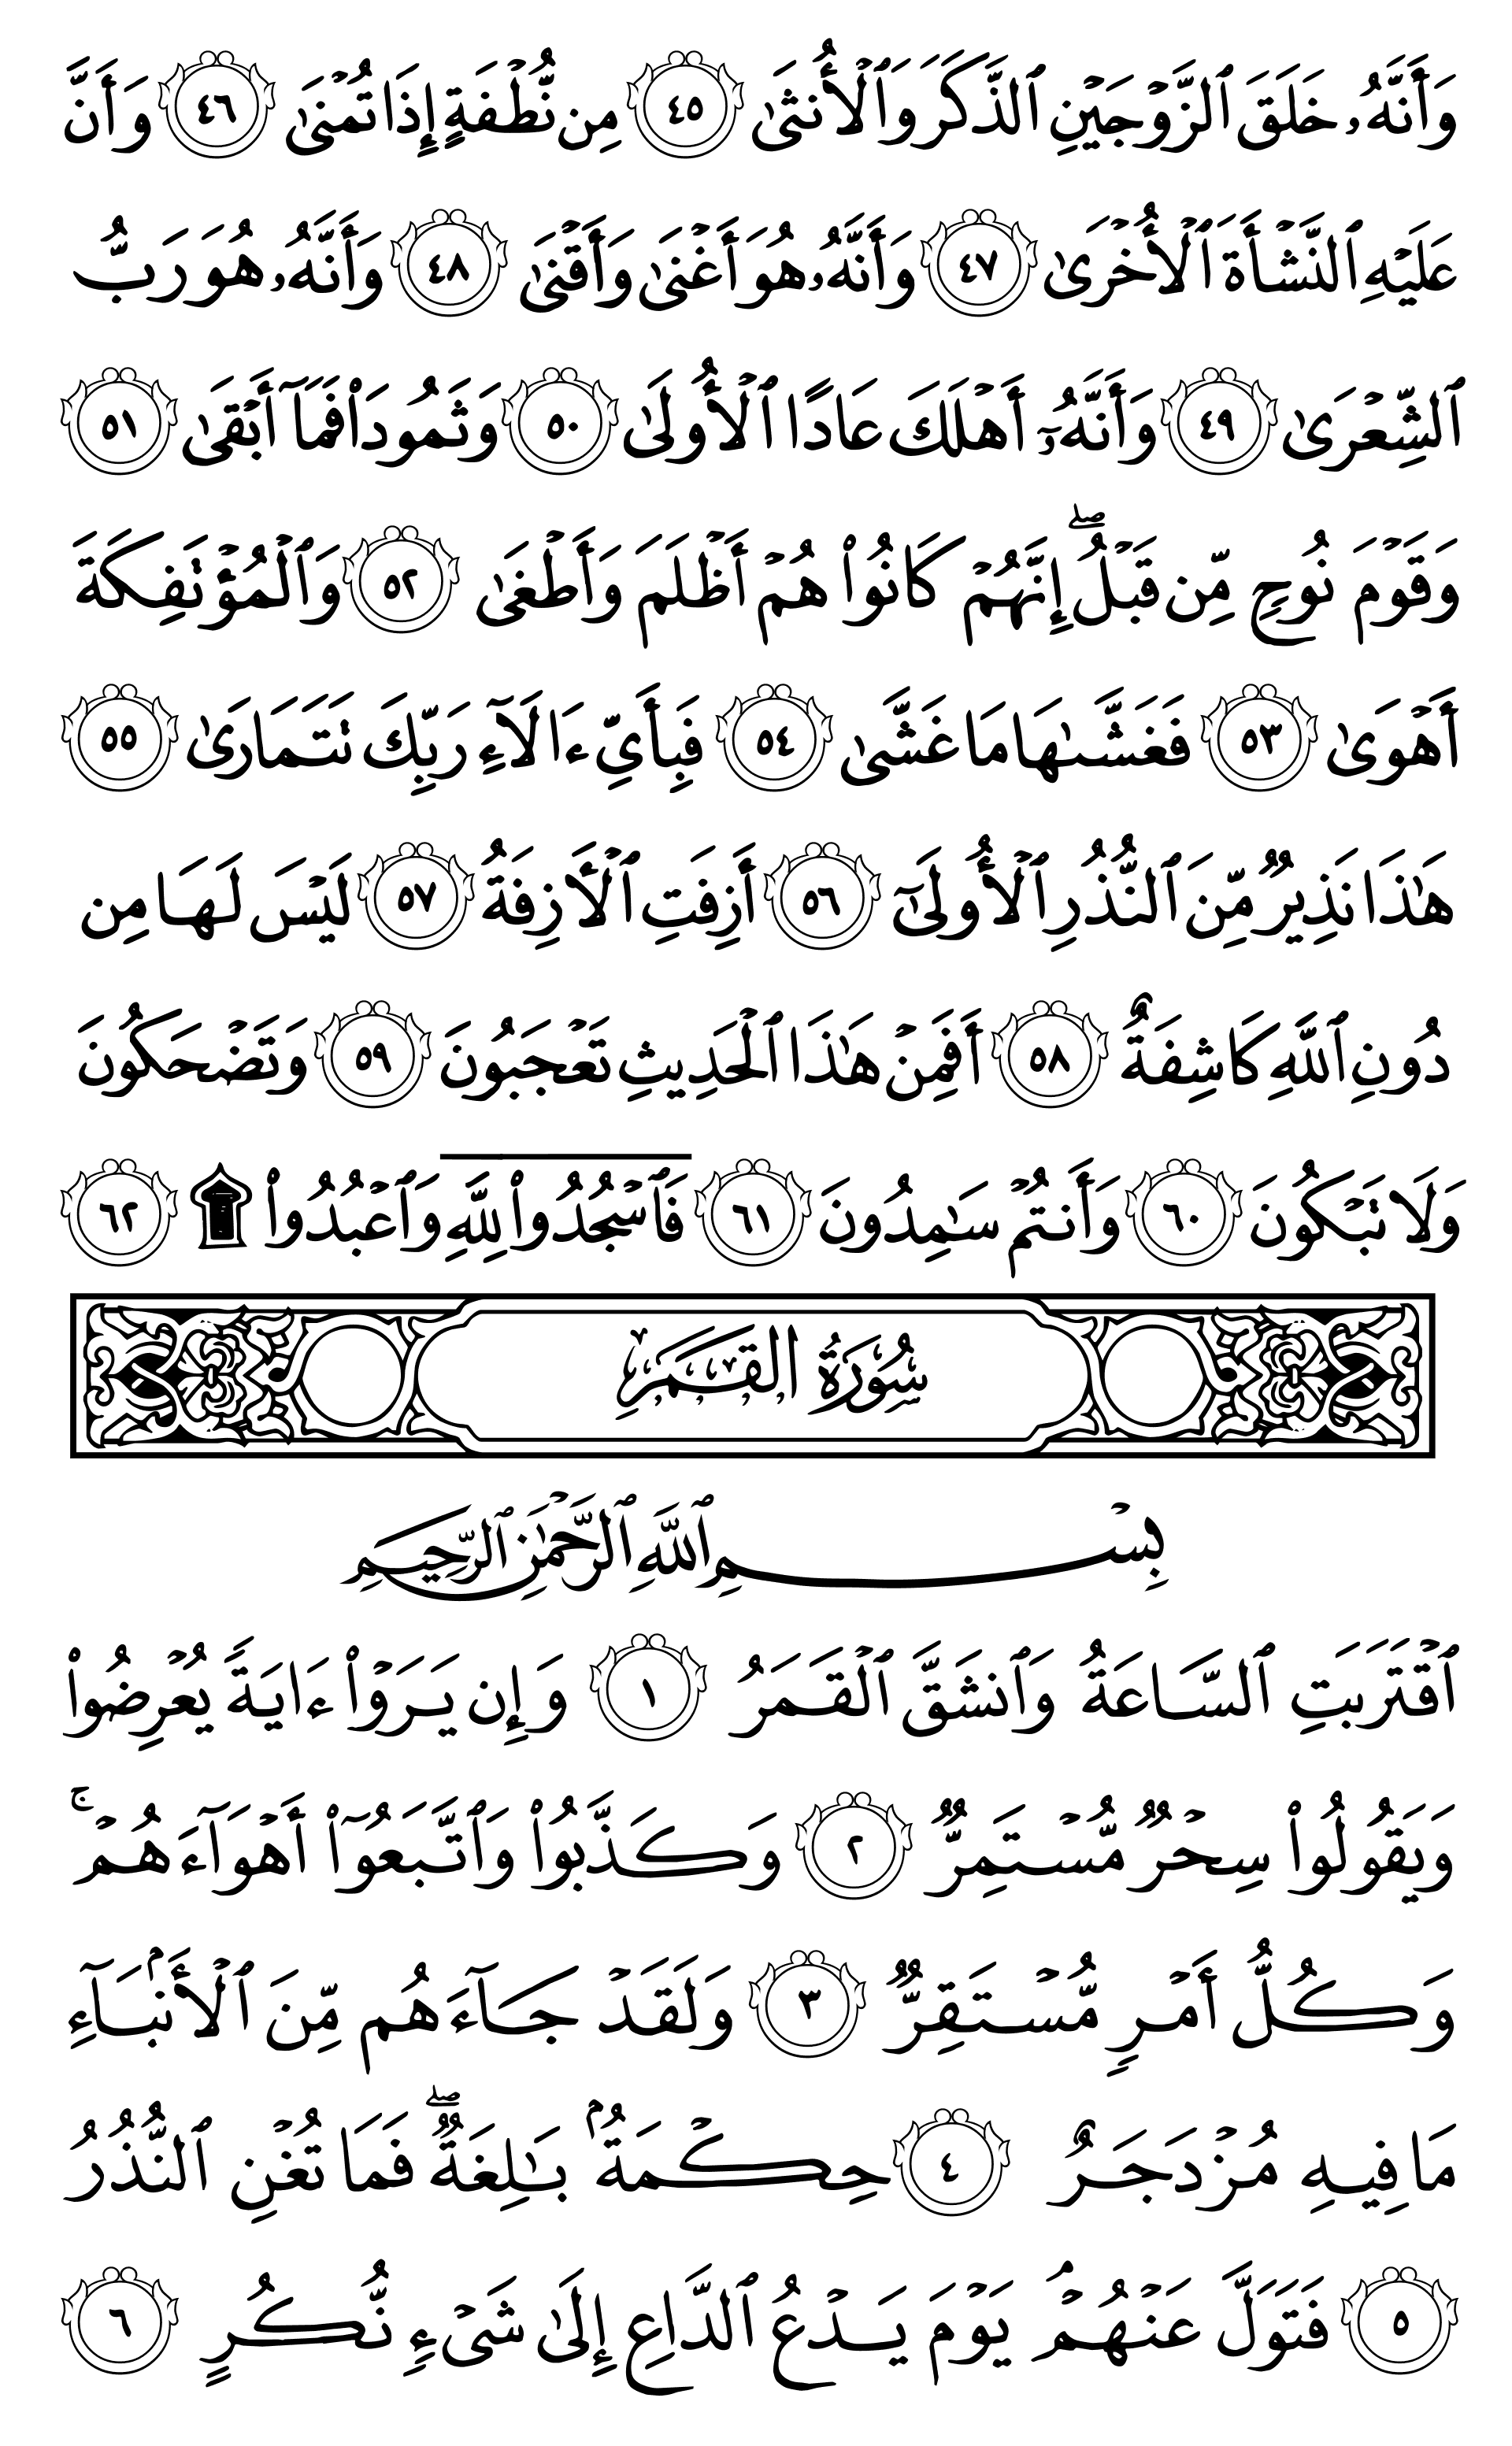 وَأَنَّهُۥ خَلَقَ ٱلزَّوۡجَيۡنِ ٱلذَّكَرَ وَٱلۡأُنثَىٰ ٤٥ مِن نُّطۡفَةٍ إِذَا تُمۡنَىٰ ٤٦ وَأَنَّ
عَلَيۡهِ ٱلنَّشۡأَةَ ٱلۡأُخۡرَىٰ ٤٧ وَأَنَّهُۥ هُوَ أَغۡنَىٰ وَأَقۡنَىٰ ٤٨ وَأَنَّهُۥ هُوَ رَبُّ
ٱلشِّعۡرَىٰ ٤٩ وَأَنَّهُۥٓ أَهۡلَكَ عَادًا ٱلۡأُولَىٰ ٥٠ وَثَمُودَاْ فَمَآ أَبۡقَىٰ ٥١
وَقَوۡمَ نُوحٖ مِّن قَبۡلُۖ إِنَّهُمۡ كَانُواْ هُمۡ أَظۡلَمَ وَأَطۡغَىٰ ٥٢ وَٱلۡمُؤۡتَفِكَةَ
أَهۡوَىٰ ٥٣ فَغَشَّىٰهَا مَا غَشَّىٰ ٥٤ فَبِأَيِّ ءَالَآءِ رَبِّكَ تَتَمَارَىٰ ٥٥
هَٰذَا نَذِيرٞ مِّنَ ٱلنُّذُرِ ٱلۡأُولَىٰٓ ٥٦ أَزِفَتِ ٱلۡأٓزِفَةُ ٥٧ لَيۡسَ لَهَا مِن
دُونِ ٱللَّهِ كَاشِفَةٌ ٥٨ أَفَمِنۡ هَٰذَا ٱلۡحَدِيثِ تَعۡجَبُونَ ٥٩ وَتَضۡحَكُونَ
وَلَا تَبۡكُونَ ٦٠ وَأَنتُمۡ سَٰمِدُونَ ٦١ فَٱسۡجُدُواْ لِلَّهِ وَٱعۡبُدُواْ ۩ ٦٢
سُورَةُ القَمَرِ
بِسۡمِ ٱللَّهِ ٱلرَّحۡمَٰنِ ٱلرَّحِيمِ
ٱقۡتَرَبَتِ ٱلسَّاعَةُ وَٱنشَقَّ ٱلۡقَمَرُ ١ وَإِن يَرَوۡاْ ءَايَةٗ يُعۡرِضُواْ
وَيَقُولُواْ سِحۡرٞ مُّسۡتَمِرّٞ ٢ وَكَذَّبُواْ وَٱتَّبَعُوٓاْ أَهۡوَآءَهُمۡۚ
وَكُلُّ أَمۡرٖ مُّسۡتَقِرّٞ ٣ وَلَقَدۡ جَآءَهُم مِّنَ ٱلۡأَنۢبَآءِ
مَا فِيهِ مُزۡدَجَرٌ ٤ حِكۡمَةُۢ بَٰلِغَةٞۖ فَمَا تُغۡنِ ٱلنُّذُرُ
٥ فَتَوَلَّ عَنۡهُمۡۘ يَوۡمَ يَدۡعُ ٱلدَّاعِ إِلَىٰ شَيۡءٖ نُّكُرٍ ٦